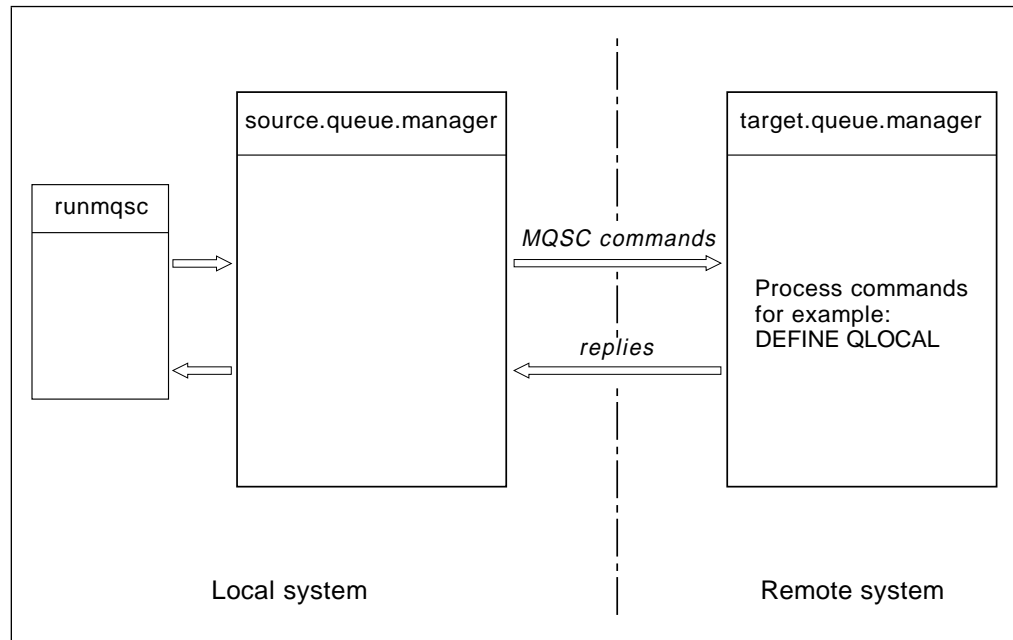 source.queue.manager
target.queue.manager
runmqsc
MQSC commands
Process commands
for example:
DEFINE QLOCAL
replies
Local system
Remote system